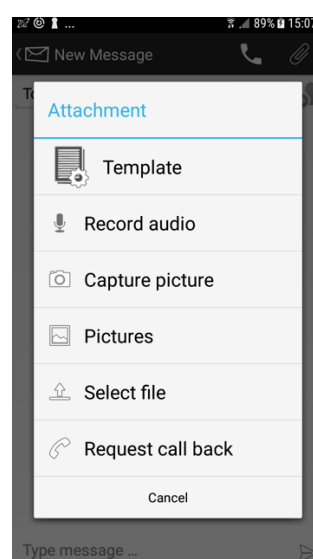 89% 15:07
New Message
Attachment
Template
Record audio
Capture picture
Pictures
Select file
Request call back
Cancel
Type message ...